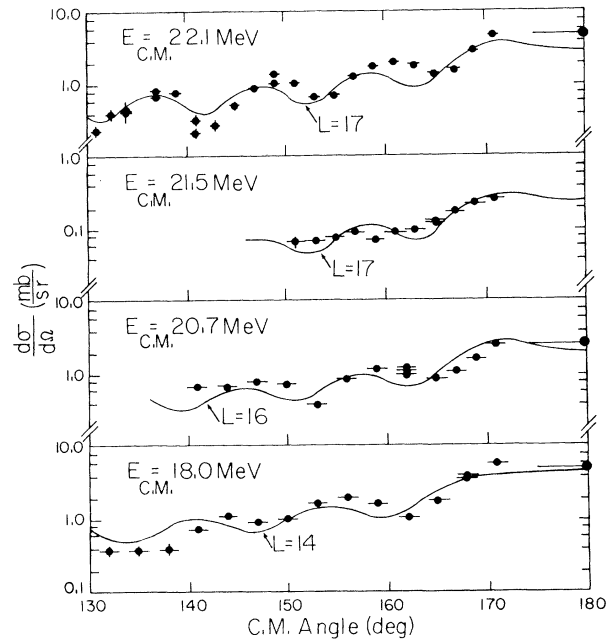 10.0
E C.M. = 22.1 MeV
1.0
L=17
1.0
E C.M. = 21.5 MeV
0.1
L=17
dσ/dΩ (mb/sr)
10.0
E C.M. = 20.7 MeV
1.0
L=16
10.0
E C.M. = 18.0 MeV
1.0
L=14
0.1
130 140 150 160 170 180
C.M. Angle (deg)